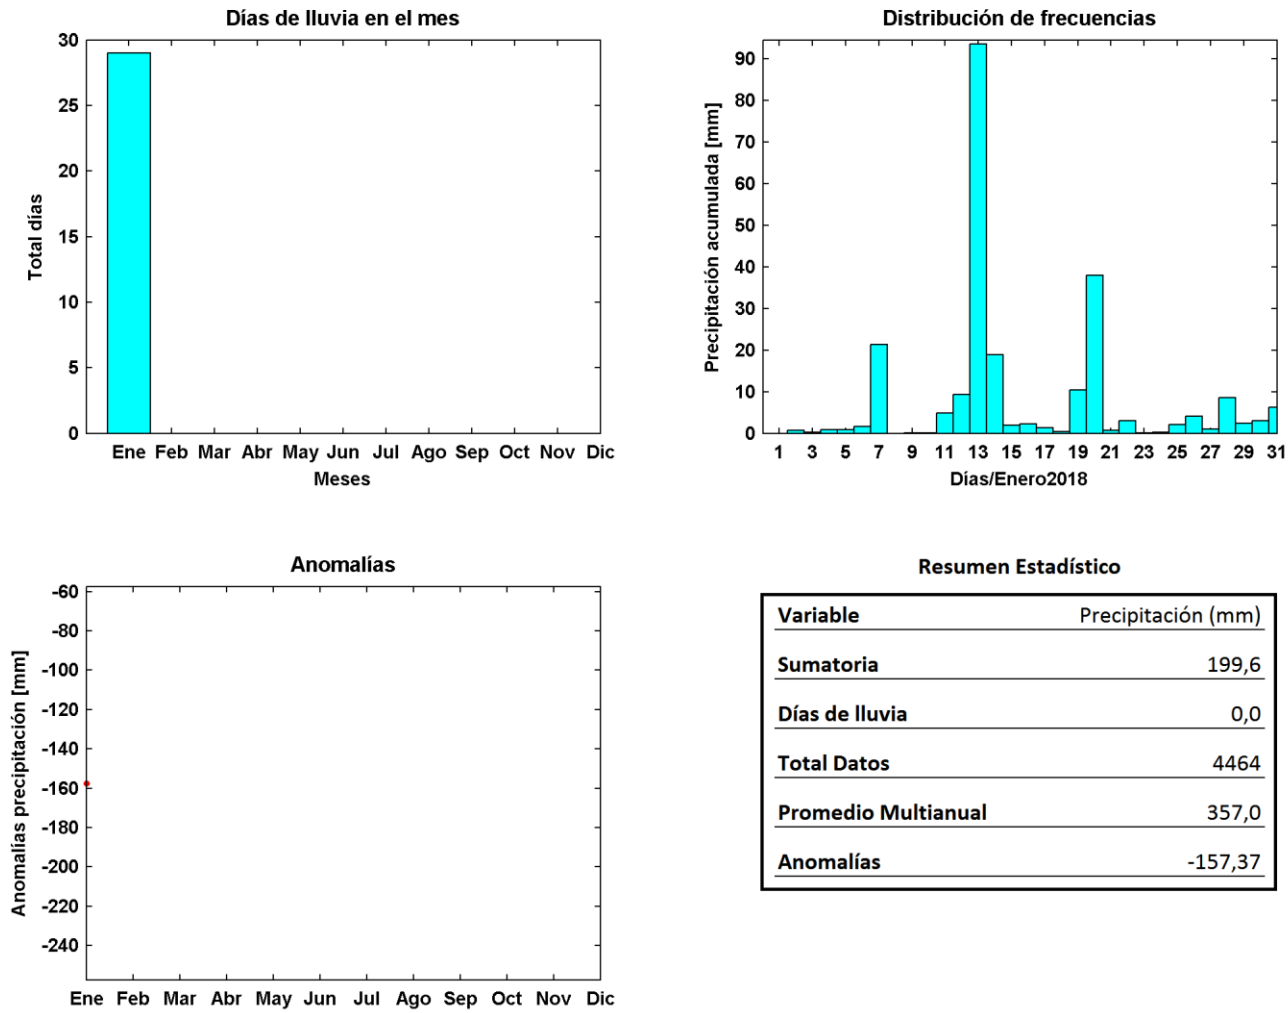 Días de lluvia en el mes
30
25
20
15
10
5
0
Total días
Ene Feb Mar Abr May Jun Jul Ago Sep Oct Nov Dic
Meses
Distribución de frecuencias
90
80
70
60
50
40
30
20
10
0
Precipitación acumulada [mm]
1 3 5 7 9 11 13 15 17 19 21 23 25 27 29 31
Días/Enero2018
Anomalías
-60
-80
-100
-120
-140
-160
-180
-200
-220
-240
Anomalías precipitación [mm]
Ene Feb Mar Abr May Jun Jul Ago Sep Oct Nov Dic
Resumen Estadístico
Variable Precipitación (mm)
Sumatoria 199,6
Días de lluvia 0,0
Total Datos 4464
Promedio Multianual 357,0
Anomalías -157,37